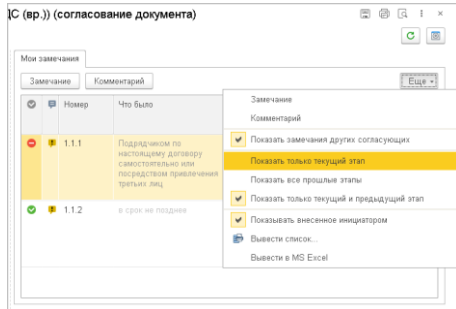 ДС (вр.)) (согласование документа)
Мои замечания
Замечание
Комментарий
Еще
Номер
Что было
1.1.1
Подрядчиком по
настоящему договору
самостоятельно или
посредством привлечения
третьих лиц
1.1.2
в срок не позднее
Замечание
Комментарий
Показать замечания других согласующих
Показать только текущий этап
Показать все прошлые этапы
Показать только текущий и предыдущий этап
Показывать внесенное инициатором
Вывести список...
Вывести в MS Excel